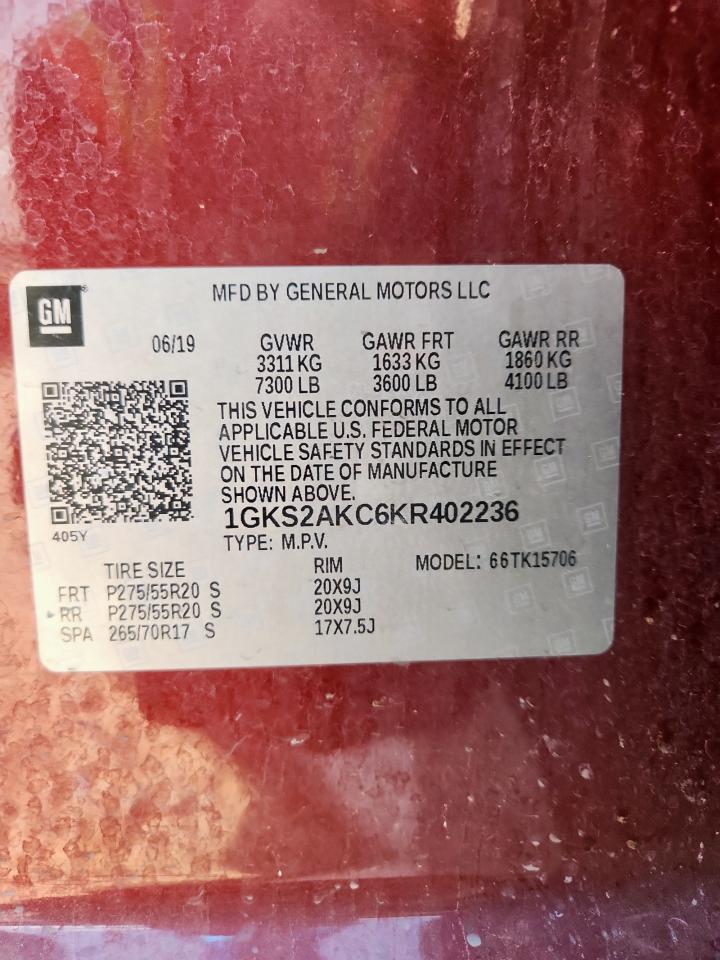 GM
MFD BY GENERAL MOTORS LLC
06/19 GVWR GAWR FRT GAWR RR
3311 KG 1633 KG 1860 KG
7300 LB 3600 LB 4100 LB
THIS VEHICLE CONFORMS TO ALL
APPLICABLE U.S. FEDERAL MOTOR
VEHICLE SAFETY STANDARDS IN EFFECT
ON THE DATE OF MANUFACTURE
SHOWN ABOVE.
1GKS2AKC6KR402236
405Y
TYPE: M.P.V.
TIRE SIZE RIM MODEL: 66TK15706
FRT P275/55R20 S 20X9J
RR P275/55R20 S 20X9J
SPA 265/70R17 S 17X7.5J